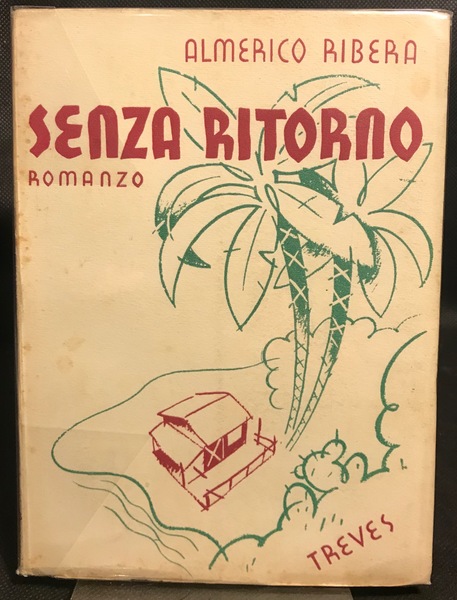 ALMERICO RIBERA
SENZA RITORNO
ROMANZO
TREVES